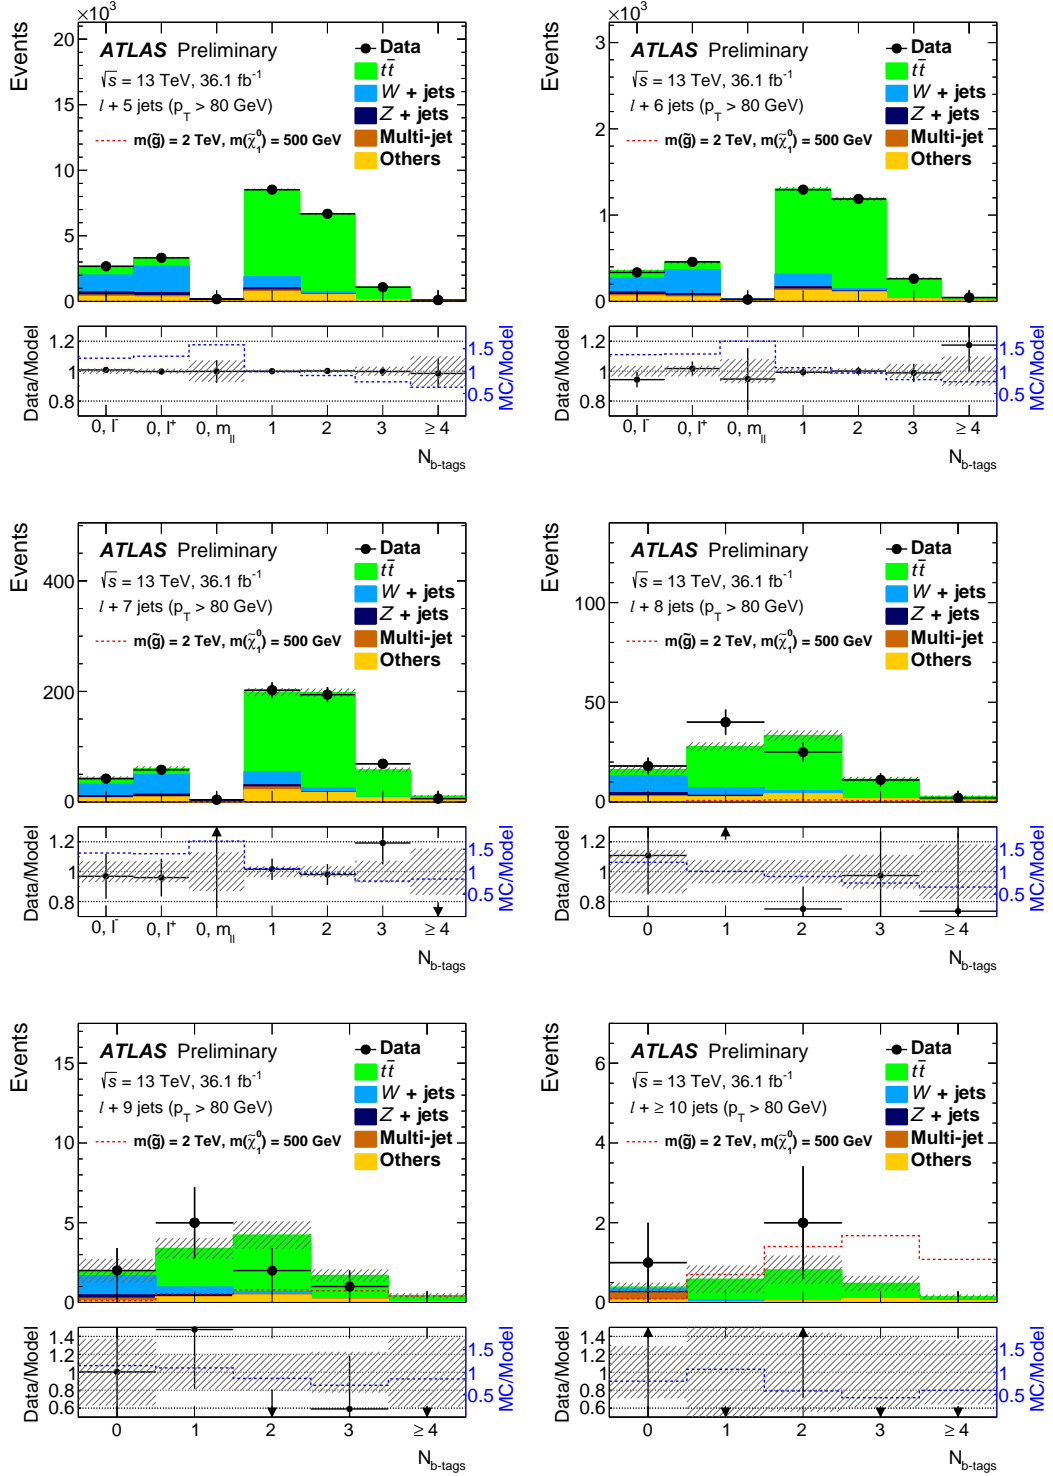 ×10³
Events
20
15
10
5
0
ATLAS Preliminary
√s = 13 TeV, 36.1 fb⁻¹
l + 5 jets (p_T > 80 GeV)
m(g̃) = 2 TeV, m(χ̃₁⁰) = 500 GeV
Data
tt̄
W + jets
Z + jets
Multi-jet
Others
Data/Model
1.2
1
0.8
MC/Model
1.5
1
0.5
0, l⁻ 0, l⁺ 0, m_ll 1 2 3 ≥ 4
N_b-tags
×10³
Events
3
2
1
0
ATLAS Preliminary
√s = 13 TeV, 36.1 fb⁻¹
l + 6 jets (p_T > 80 GeV)
m(g̃) = 2 TeV, m(χ̃₁⁰) = 500 GeV
Data
tt̄
W + jets
Z + jets
Multi-jet
Others
Data/Model
1.2
1
0.8
MC/Model
1.5
1
0.5
0, l⁻ 0, l⁺ 0, m_ll 1 2 3 ≥ 4
N_b-tags
Events
400
200
0
ATLAS Preliminary
√s = 13 TeV, 36.1 fb⁻¹
l + 7 jets (p_T > 80 GeV)
m(g̃) = 2 TeV, m(χ̃₁⁰) = 500 GeV
Data
tt̄
W + jets
Z + jets
Multi-jet
Others
Data/Model
1.2
1
0.8
MC/Model
1.5
1
0.5
0, l⁻ 0, l⁺ 0, m_ll 1 2 3 ≥ 4
N_b-tags
Events
100
50
0
ATLAS Preliminary
√s = 13 TeV, 36.1 fb⁻¹
l + 8 jets (p_T > 80 GeV)
m(g̃) = 2 TeV, m(χ̃₁⁰) = 500 GeV
Data
tt̄
W + jets
Z + jets
Multi-jet
Others
Data/Model
1.2
1
0.8
MC/Model
1.5
1
0.5
0 1 2 3 ≥ 4
N_b-tags
Events
15
10
5
0
ATLAS Preliminary
√s = 13 TeV, 36.1 fb⁻¹
l + 9 jets (p_T > 80 GeV)
m(g̃) = 2 TeV, m(χ̃₁⁰) = 500 GeV
Data
tt̄
W + jets
Z + jets
Multi-jet
Others
Data/Model
1.4
1.2
1
0.8
0.6
MC/Model
1.5
1
0.5
0 1 2 3 ≥ 4
N_b-tags
Events
6
4
2
0
ATLAS Preliminary
√s = 13 TeV, 36.1 fb⁻¹
l + ≥ 10 jets (p_T > 80 GeV)
m(g̃) = 2 TeV, m(χ̃₁⁰) = 500 GeV
Data
tt̄
W + jets
Z + jets
Multi-jet
Others
Data/Model
1.4
1.2
1
0.8
0.6
MC/Model
1.5
1
0.5
0 1 2 3 ≥ 4
N_b-tags